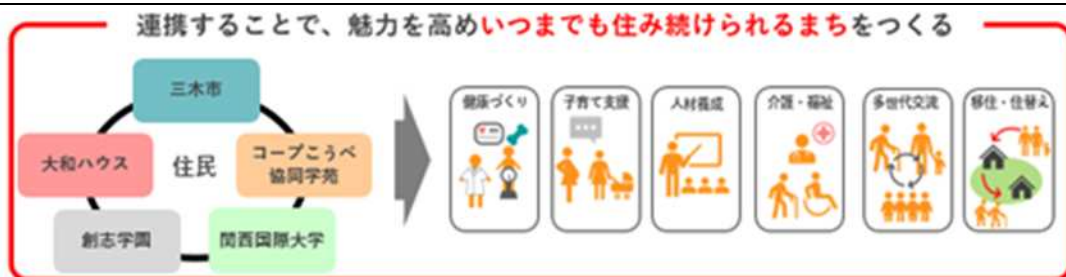 連携することで、魅力を高めいつまでも住み続けられるまちをつくる
三木市
大和ハウス
住民
コープこうべ
協同学苑
創志学園
関西国際大学
健康づくり
子育て支援
人材養成
介護・福祉
多世代交流
移住・住替え